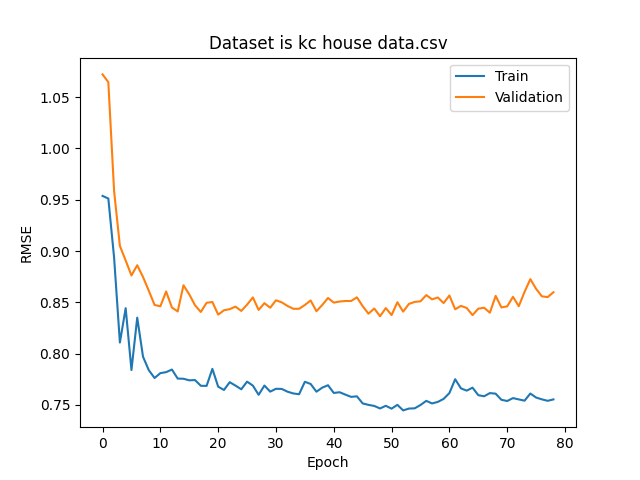 Dataset is kc house data.csv
Train
Validation
RMSE
1.05
1.00
0.95
0.90
0.85
0.80
0.75
0 10 20 30 40 50 60 70 80
Epoch